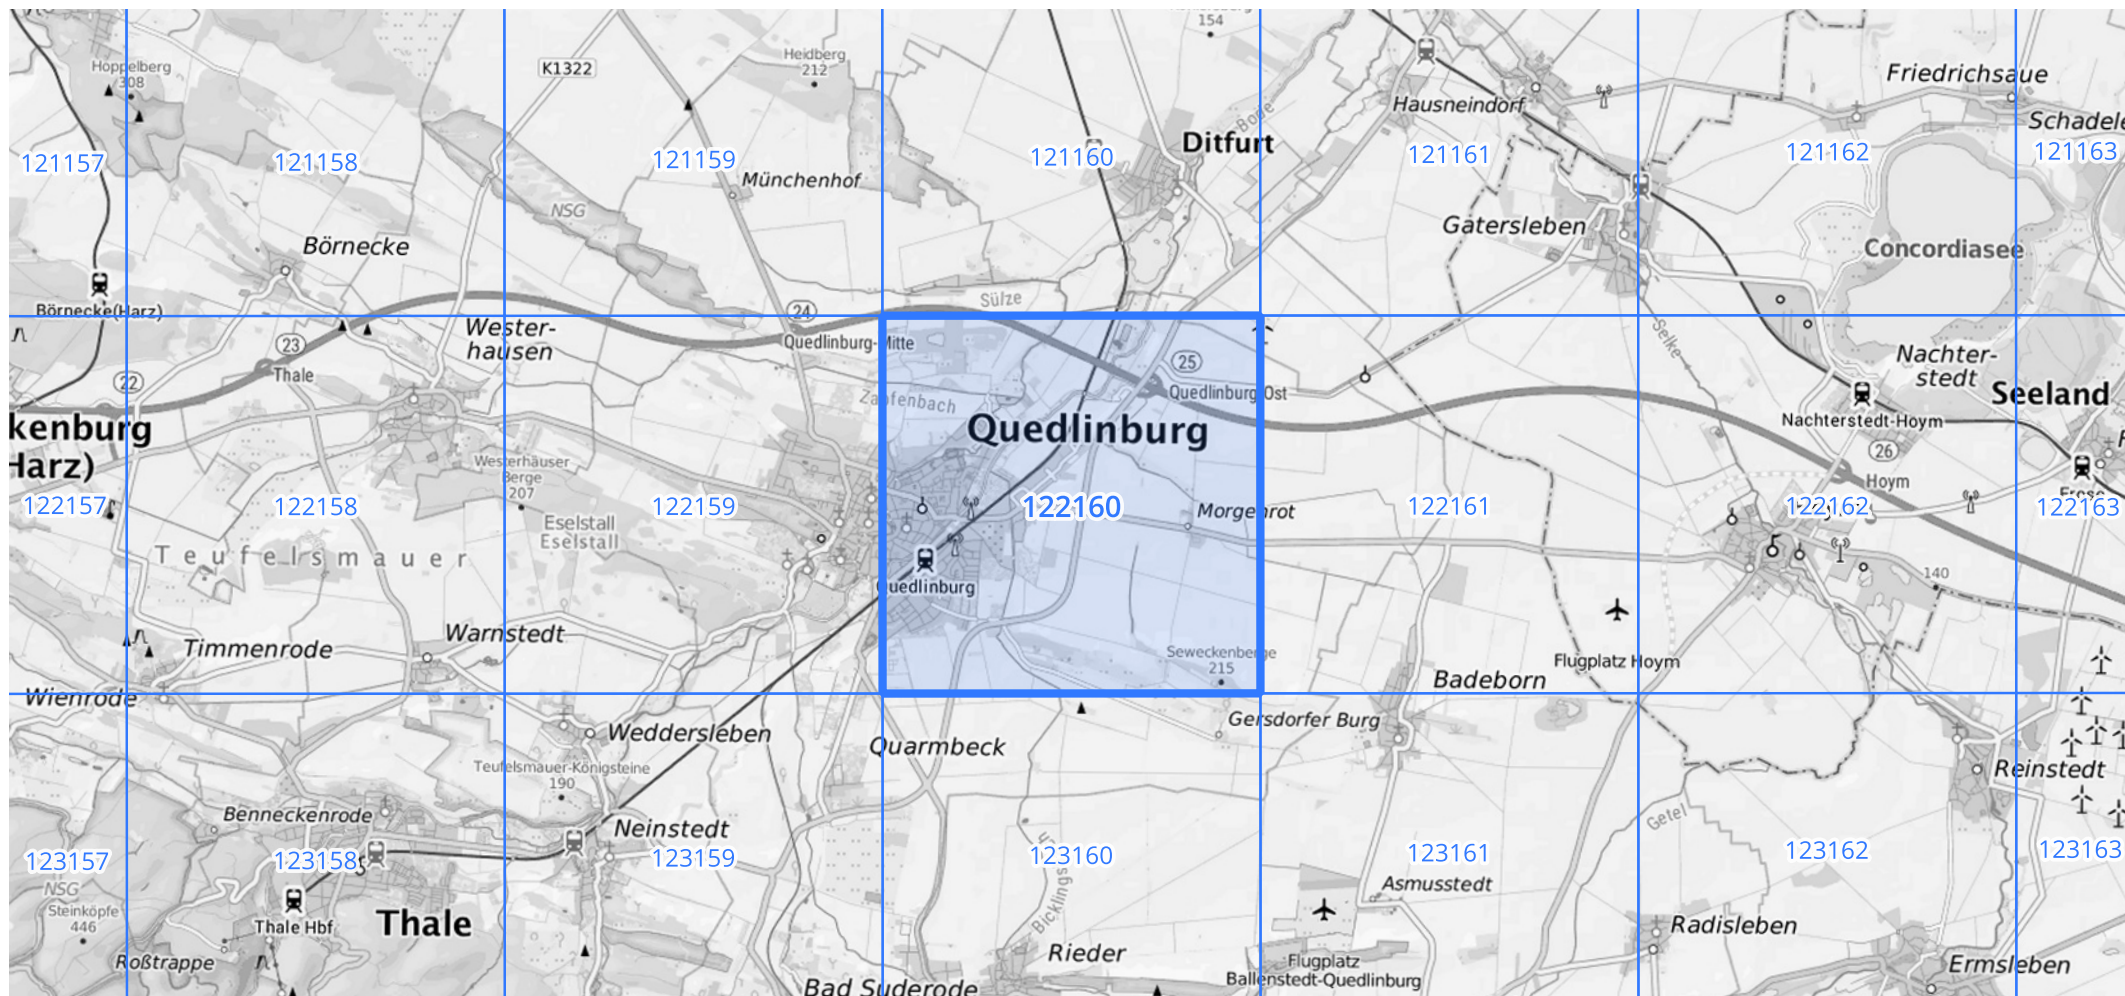 154
Hoppelberg
308
K1322
Heidberg
212
Friedrichsaue
Hausneindorf
Bode
Schadele
Ditfurt
121157
121158
121159
121160
121161
121162
121163
Münchenhof
NSG
Gatersleben
Börnecke
Concordiasee
Sülze
Börnecke(Harz)
24
Wester-
hausen
23
Thale
Quedlinburg-Mitte
25
Quedlinburg-Ost
Selke
Nachter-
stedt
22
Zapfenbach
Seeland
Nachterstedt-Hoym
kenburg
Harz)
Quedlinburg
26
Hoym
Westerhäuser
Berge
207
Frose
122157
122158
122159
122160
Morgenrot
122161
122162
122163
Eselstall
Eselstall
Teufelsmauer
Quedlinburg
140
Flugplatz Hoym
Timmenrode
Warnstedt
Seweckenberge
215
Badeborn
Wienrode
Weddersleben
Quarmbeck
Gersdorfer Burg
Teufelsmauer-Königsteine
190
Reinstedt
Benneckenrode
Neinstedt
Getel
123157
123158
123159
123160
123161
123162
123163
NSG
Steinköpfe
446
Asmusstedt
Thale Hbf
Thale
Bicklings
Radisleben
Roßtrappe
Rieder
Flugplatz
Ballenstedt-Quedlinburg
Ermsleben
Bad Suderode